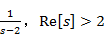 1/(s−2),  Re[s] > 2